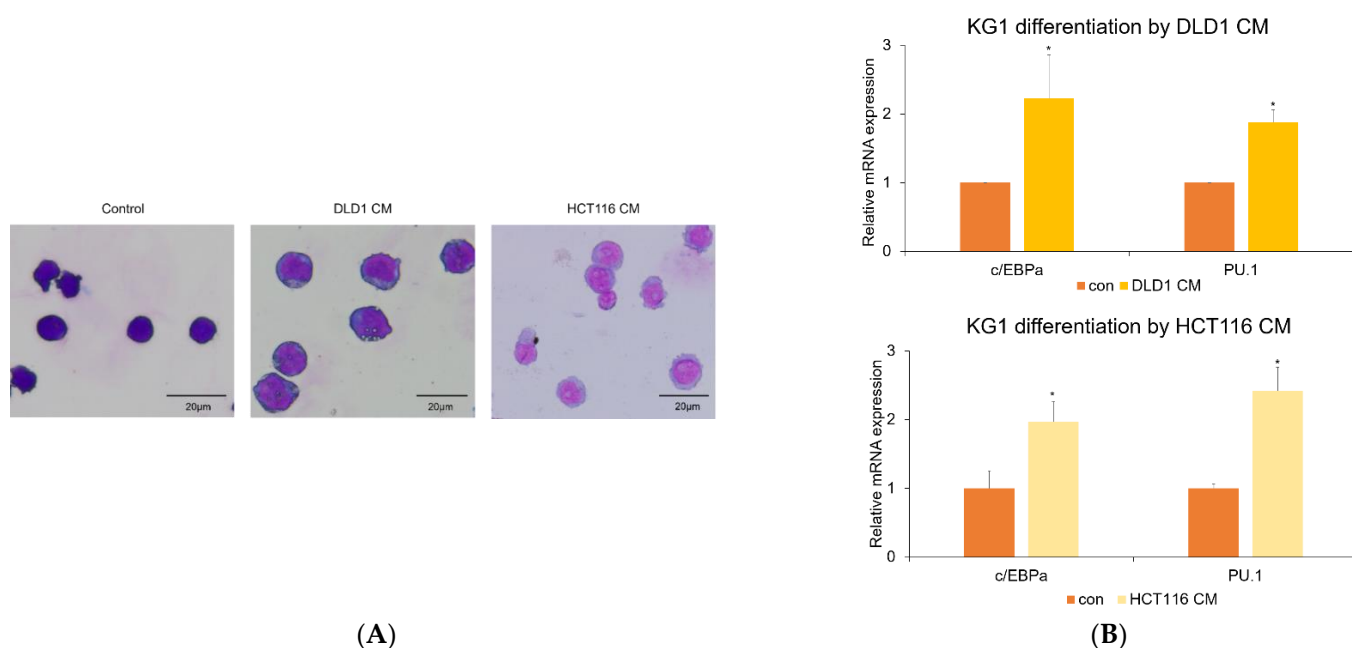 Control
DLD1 CM
HCT116 CM
20μm
20μm
20μm
(A)
KG1 differentiation by DLD1 CM
Relative mRNA expression
3
*
*
2
1
0
c/EBPa
PU.1
con
DLD1 CM
KG1 differentiation by HCT116 CM
Relative mRNA expression
3
*
*
2
1
0
c/EBPa
PU.1
con
HCT116 CM
(B)